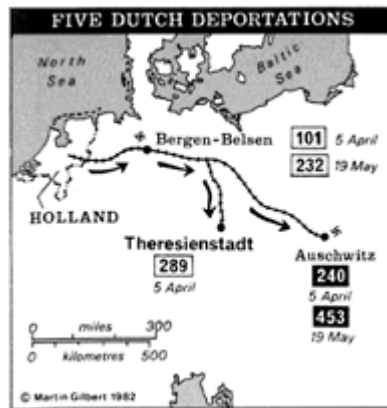 FIVE DUTCH DEPORTATIONS
North
Sea
Baltic
Sea
Bergen-Belsen
101 5 April
232 19 May
HOLLAND
Theresienstadt
289
5 April
Auschwitz
240
5 April
453
19 May
0 miles 300
0 kilometres 500
© Martin Gilbert 1982